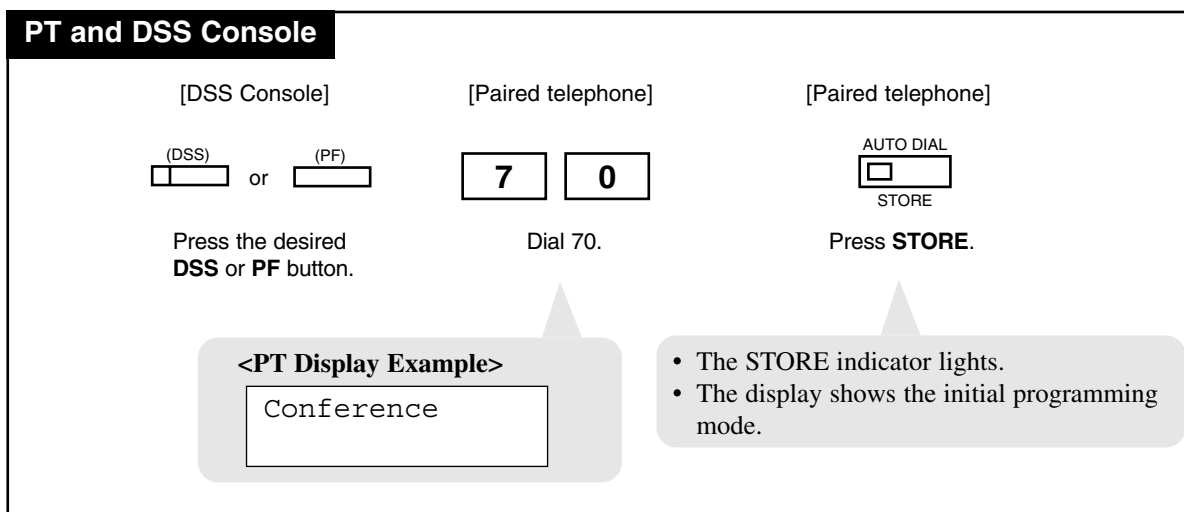 PT and DSS Console
[DSS Console]
[Paired telephone]
[Paired telephone]
(DSS)
or
(PF)
7 0
AUTO DIAL
STORE
Press the desired
DSS or PF button.
Dial 70.
Press STORE.
<PT Display Example>
Conference
• The STORE indicator lights.
• The display shows the initial programming
mode.